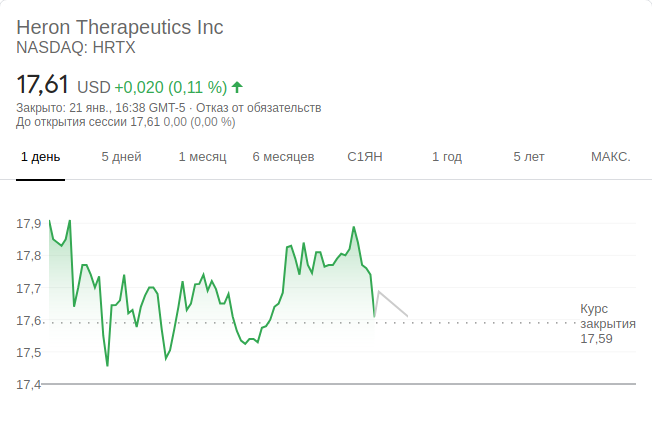 Heron Therapeutics Inc
NASDAQ: HRTX
17,61 USD +0,020 (0,11 %)
Закрыто: 21 янв., 16:38 GMT-5 · Отказ от обязательств
До открытия сессии 17,61 0,00 (0,00 %)
1 день 5 дней 1 месяц 6 месяцев С1ЯН 1 год 5 лет МАКС.
17,9
17,8
17,7
17,6
17,5
17,4
Курс
закрытия
17,59